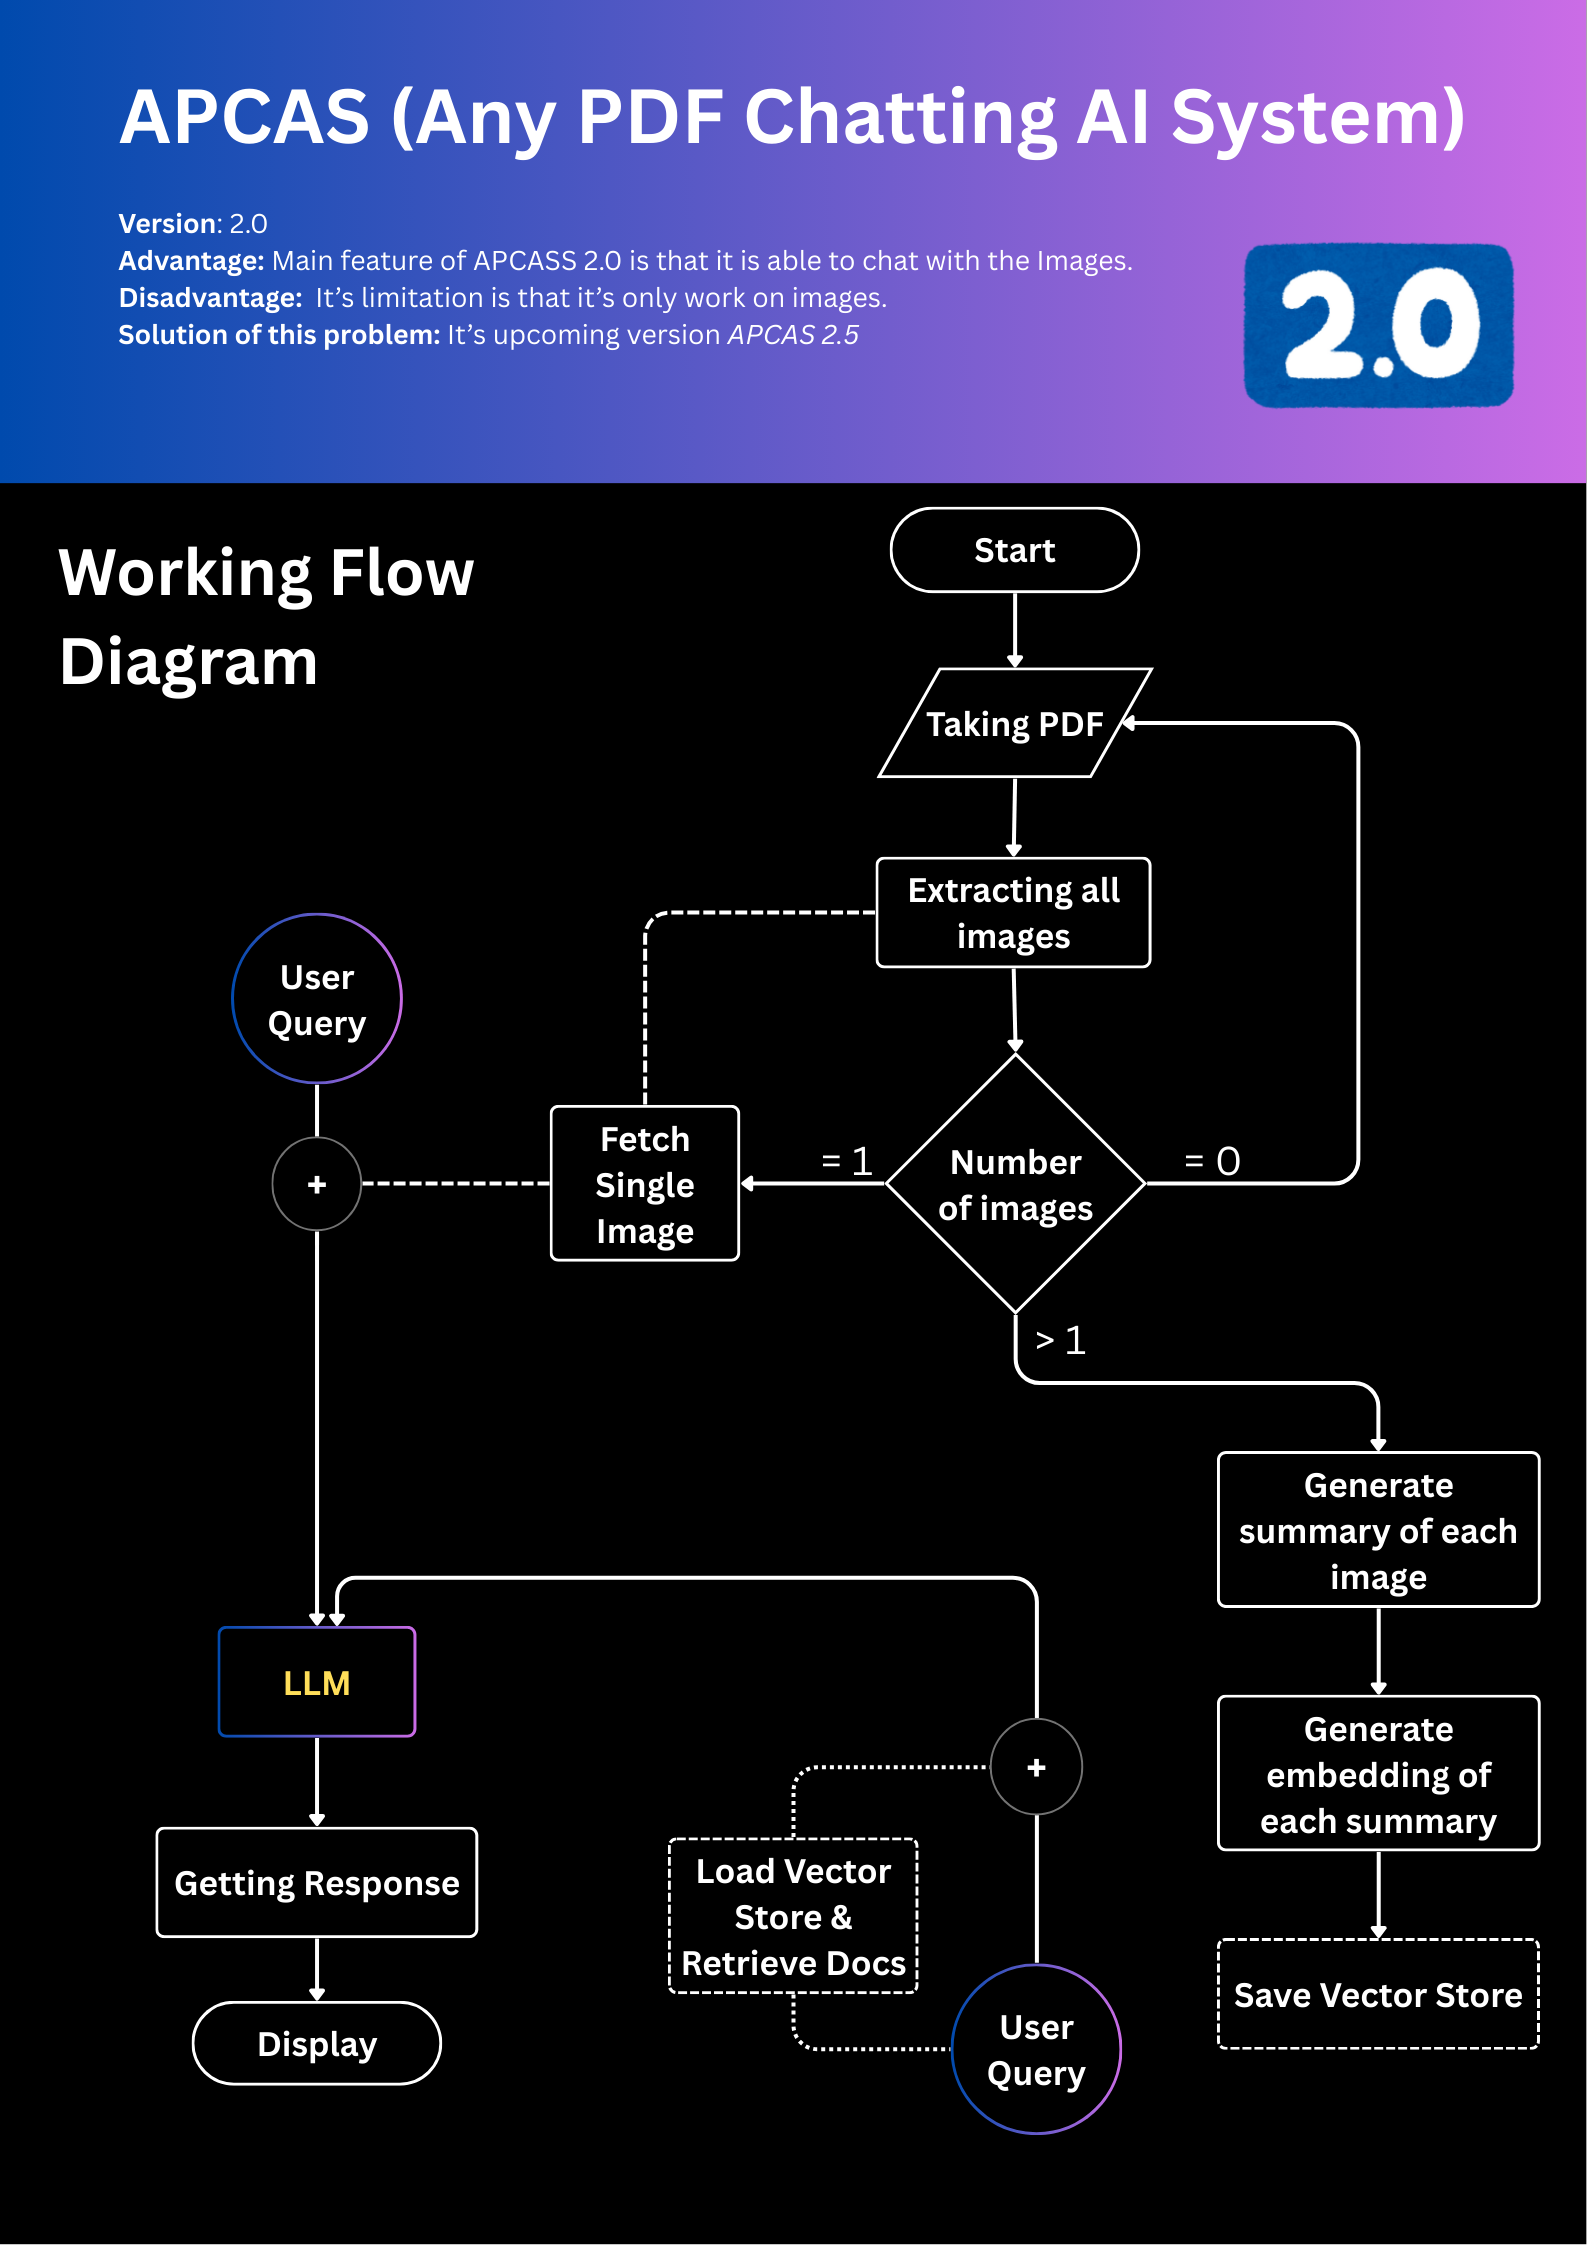 APCAS (Any PDF Chatting AI System)
Version: 2.0
Advantage: Main feature of APCASS 2.0 is that it is able to chat with the Images.
Disadvantage: It's limitation is that it's only work on images.
Solution of this problem: It's upcoming version APCAS 2.5
2.0
Working Flow
Diagram
Start
Taking PDF
Extracting all
images
User
Query
+
Fetch
Single
Image
= 1
Number
of images
= 0
> 1
Generate
summary of each
image
LLM
Generate
embedding of
each summary
+
Load Vector
Store &
Retrieve Docs
Getting Response
Save Vector Store
User
Query
Display